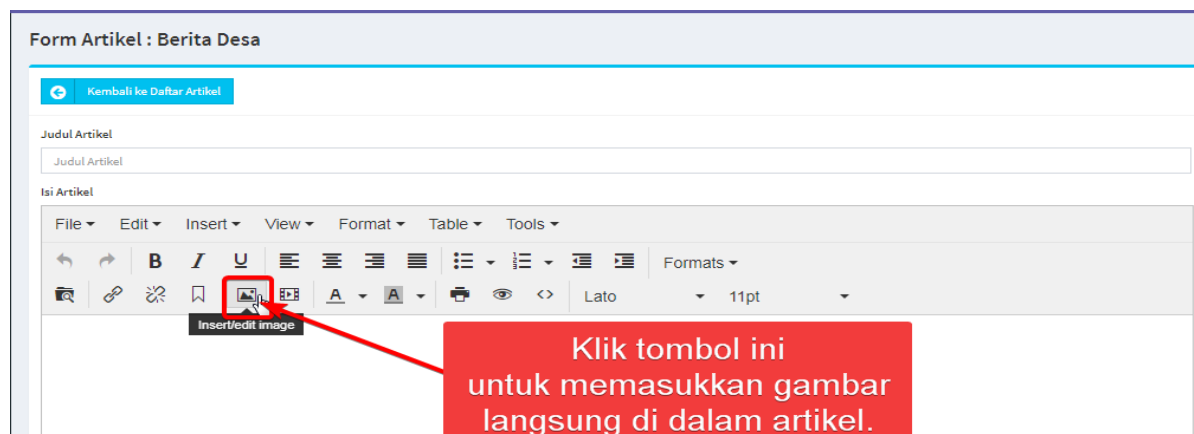 Form Artikel : Berita Desa
Kembali ke Daftar Artikel
Judul Artikel
Judul Artikel
Isi Artikel
File Edit Insert View Format Table Tools
B I U Formats
A A Lato 11pt
Insert/edit image
Klik tombol ini
untuk memasukkan gambar
langsung di dalam artikel.